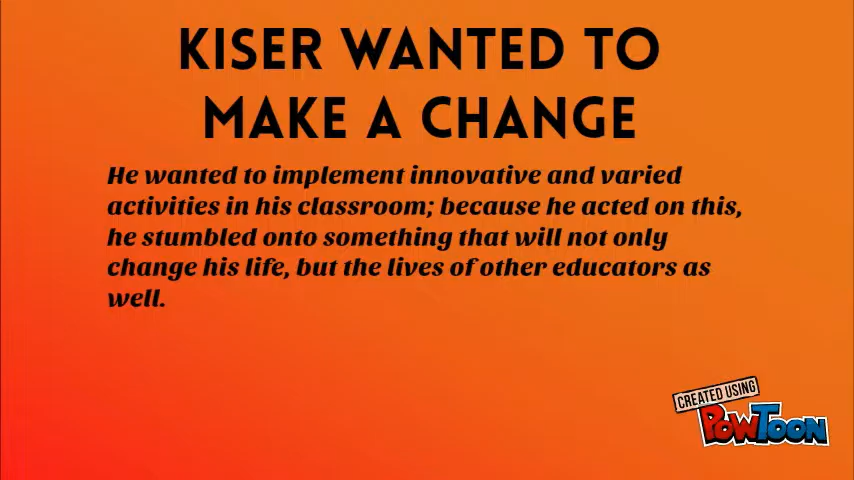 KISER WANTED TO
MAKE A CHANGE
He wanted to implement innovative and varied
activities in his classroom; because he acted on this,
he stumbled onto something that will not only
change his life, but the lives of other educators as
well.
CREATED USING
POWTOON